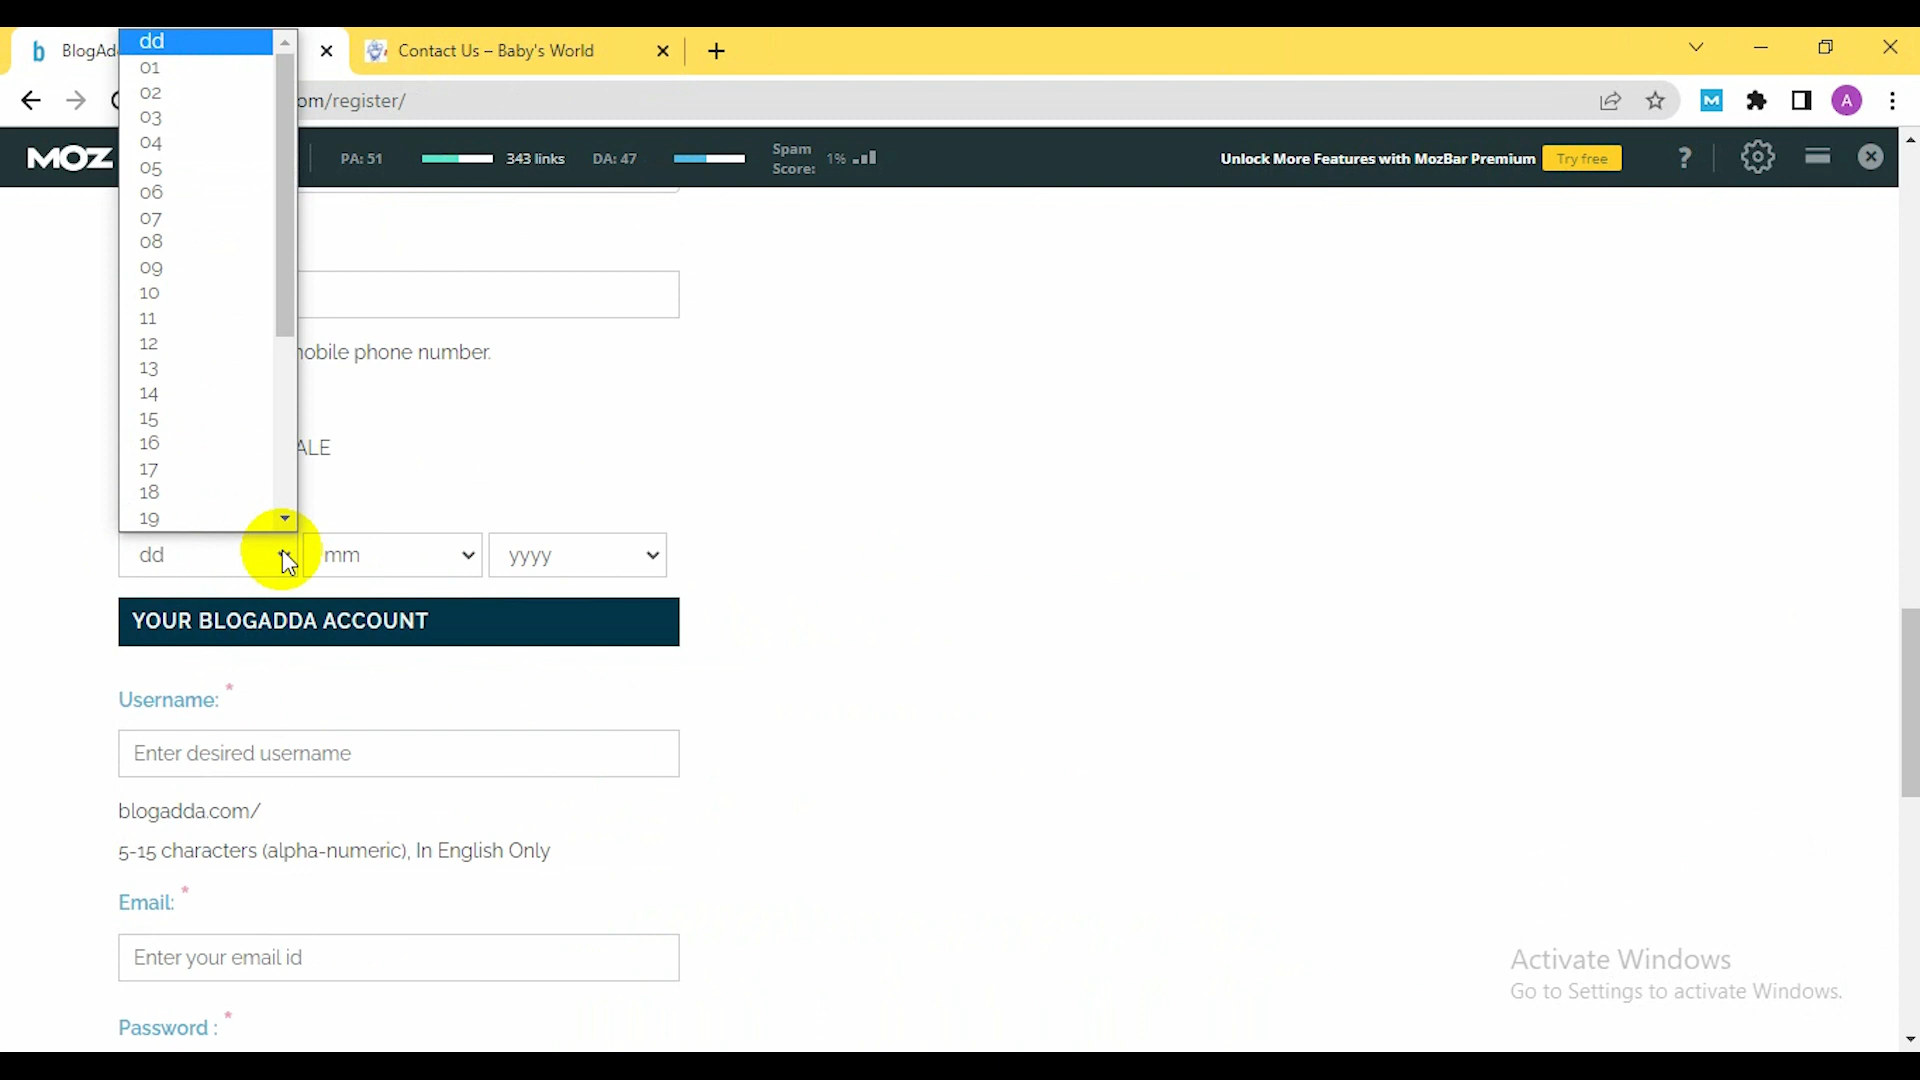 BlogAd
Contact Us – Baby's World
om/register/
A
MOZ
PA: 51
343 links
DA: 47
Spam
Score:
1%
Unlock More Features with MozBar Premium
Try free
?
dd
01
02
03
04
05
06
07
08
09
10
11
12
13
14
15
16
17
18
19
mobile phone number.
ALE
dd
mm
yyyy
YOUR BLOGADDA ACCOUNT
Username: *
Enter desired username
blogadda.com/
5-15 characters (alpha-numeric), In English Only
Email: *
Enter your email id
Password : *
Activate Windows
Go to Settings to activate Windows.